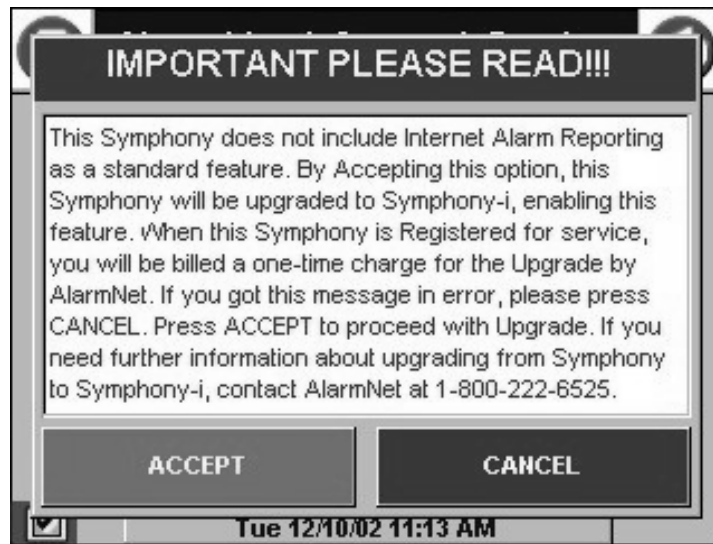 IMPORTANT PLEASE READ!!!
This Symphony does not include Internet Alarm Reporting
as a standard feature. By Accepting this option, this
Symphony will be upgraded to Symphony-i, enabling this
feature. When this Symphony is Registered for service,
you will be billed a one-time charge for the Upgrade by
AlarmNet. If you got this message in error, please press
CANCEL. Press ACCEPT to proceed with Upgrade. If you
need further information about upgrading from Symphony
to Symphony-i, contact AlarmNet at 1-800-222-6525.
ACCEPT
CANCEL
Tue 12/10/02 11:13 AM